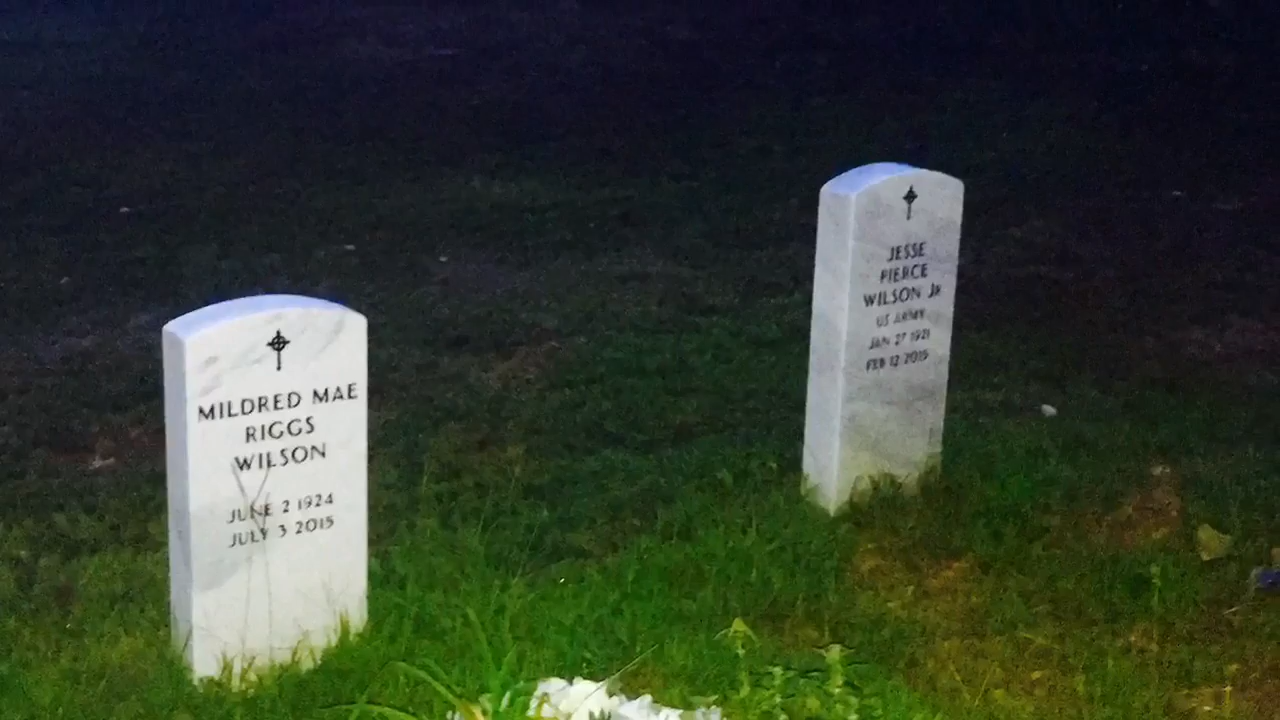 MILDRED MAE
RIGGS
WILSON
JUNE 2 1924
JULY 3 2015
JESSE
PIERCE
WILSON JR
US ARMY
JAN 27 1921
FEB 12 2015